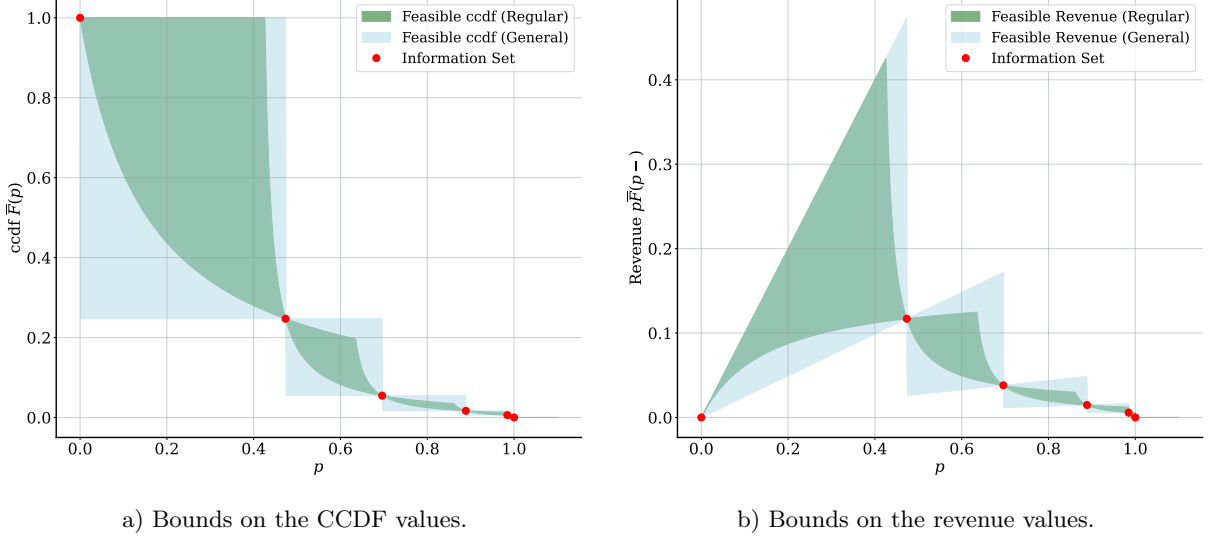 Feasible ccdf (Regular)
Feasible ccdf (General)
Information Set
1.0
0.8
0.6
0.4
0.2
0.0
ccdf F̅(p)
0.0 0.2 0.4 0.6 0.8 1.0
p
a) Bounds on the CCDF values.
Feasible Revenue (Regular)
Feasible Revenue (General)
Information Set
0.4
0.3
0.2
0.1
0.0
Revenue pF̅(p−)
0.0 0.2 0.4 0.6 0.8 1.0
p
b) Bounds on the revenue values.